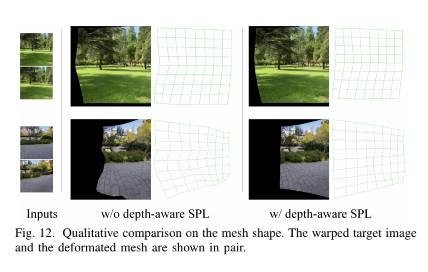 Inputs
w/o depth-aware SPL
w/ depth-aware SPL
Fig. 12. Qualitative comparison on the mesh shape. The warped target image
and the deformated mesh are shown in pair.